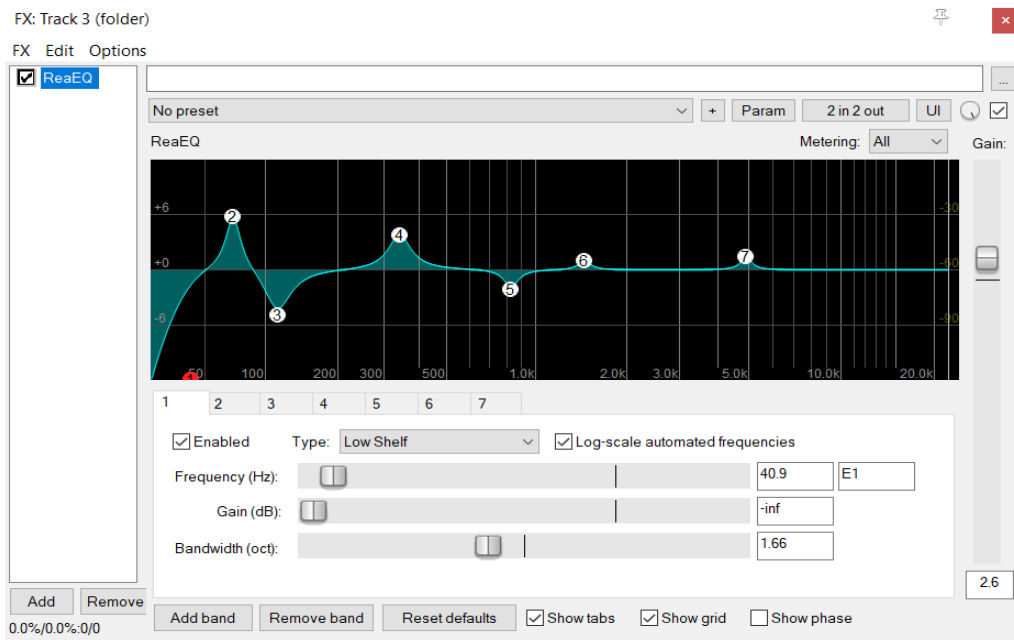 FX: Track 3 (folder)
FX Edit Options
ReaEQ
...
No preset + Param 2 in 2 out UI
ReaEQ Metering: All Gain:
+6 -30
+0 -60
-6 -90
2
4
7
6
5
3
1
50 100 200 300 500 1.0k 2.0k 3.0k 5.0k 10.0k 20.0k
1 2 3 4 5 6 7
Enabled Type: Low Shelf Log-scale automated frequencies
Frequency (Hz): 40.9 E1
Gain (dB): -inf
Bandwidth (oct): 1.66
2.6
Add Remove
Add band Remove band Reset defaults Show tabs Show grid Show phase
0.0%/0.0%:0/0